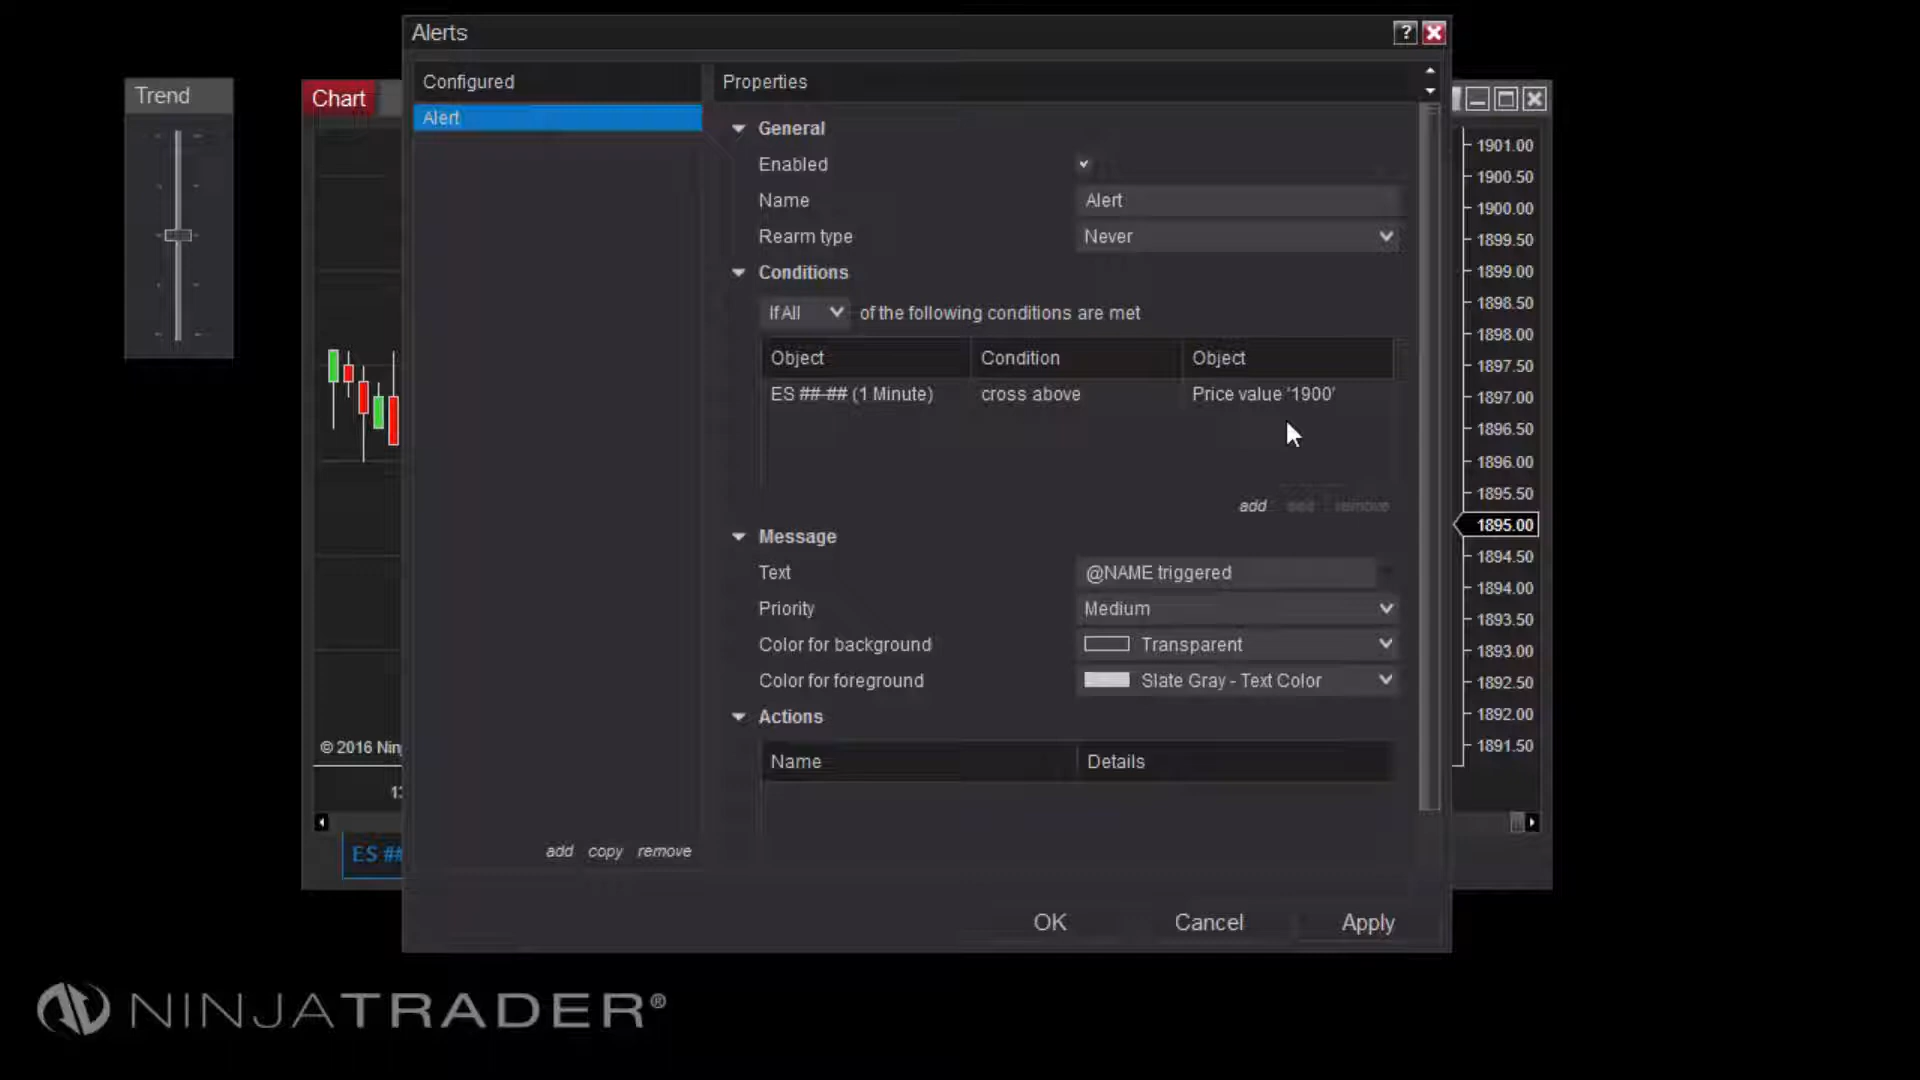 Alerts
?
Trend
Chart
Configured
Alert
Properties
General
Enabled
Name Alert
Rearm type Never
Conditions
If All of the following conditions are met
Object Condition Object
ES ##-## (1 Minute) cross above Price value '1900'
add edit remove
Message
Text @NAME triggered
Priority Medium
Color for background Transparent
Color for foreground Slate Gray - Text Color
Actions
Name Details
add copy remove
OK Cancel Apply
1901.00
1900.50
1900.00
1899.50
1899.00
1898.50
1898.00
1897.50
1897.00
1896.50
1896.00
1895.50
1895.00
1894.50
1894.00
1893.50
1893.00
1892.50
1892.00
1891.50
© 2016 Nin
ES ##
NINJATRADER®